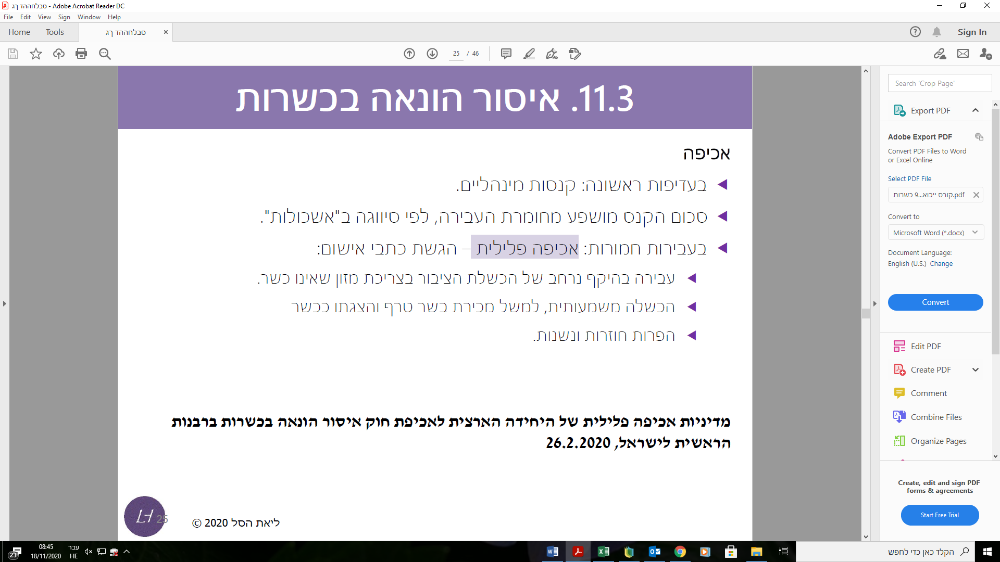 גך דהההחלבס - Adobe Acrobat Reader DC
File Edit View Sign Window Help
Home Tools גך דהההחלבס Sign In
25 / 46
11.3. איסור הונאה בכשרות
אכיפה
בעדיפות ראשונה: קנסות מינהליים.
סכום הקנס מושפע מחומרת העבירה, לפי סיווגה ב"אשכולות".
בעבירות חמורות: אכיפה פלילית – הגשת כתבי אישום:
עבירה בהיקף נרחב של הכשלת הציבור בצריכת מזון שאינו כשר.
הכשלה משמעותית, למשל מכירת בשר טרף והצגתו ככשר
הפרות חוזרות ונשנות.
מדיניות אכיפה פלילית של היחידה הארצית לאכיפת חוק איסור הונאה בכשרות ברבנות
הראשית לישראל, 26.2.2020
LH 25
ליאת הסל 2020 ©
Search 'Crop Page'
Export PDF
Adobe Export PDF
Convert PDF Files to Word
or Excel Online
Select PDF File
קורס ייבוא...9 כשרות.pdf
Convert to
Microsoft Word (*.docx)
Document Language:
English (U.S.) Change
Convert
Edit PDF
Create PDF
Comment
Combine Files
Organize Pages
Create, edit and sign PDF
forms & agreements
Start Free Trial
23
08:45
18/11/2020
עבר
HE
הקלד כאן כדי לחפש